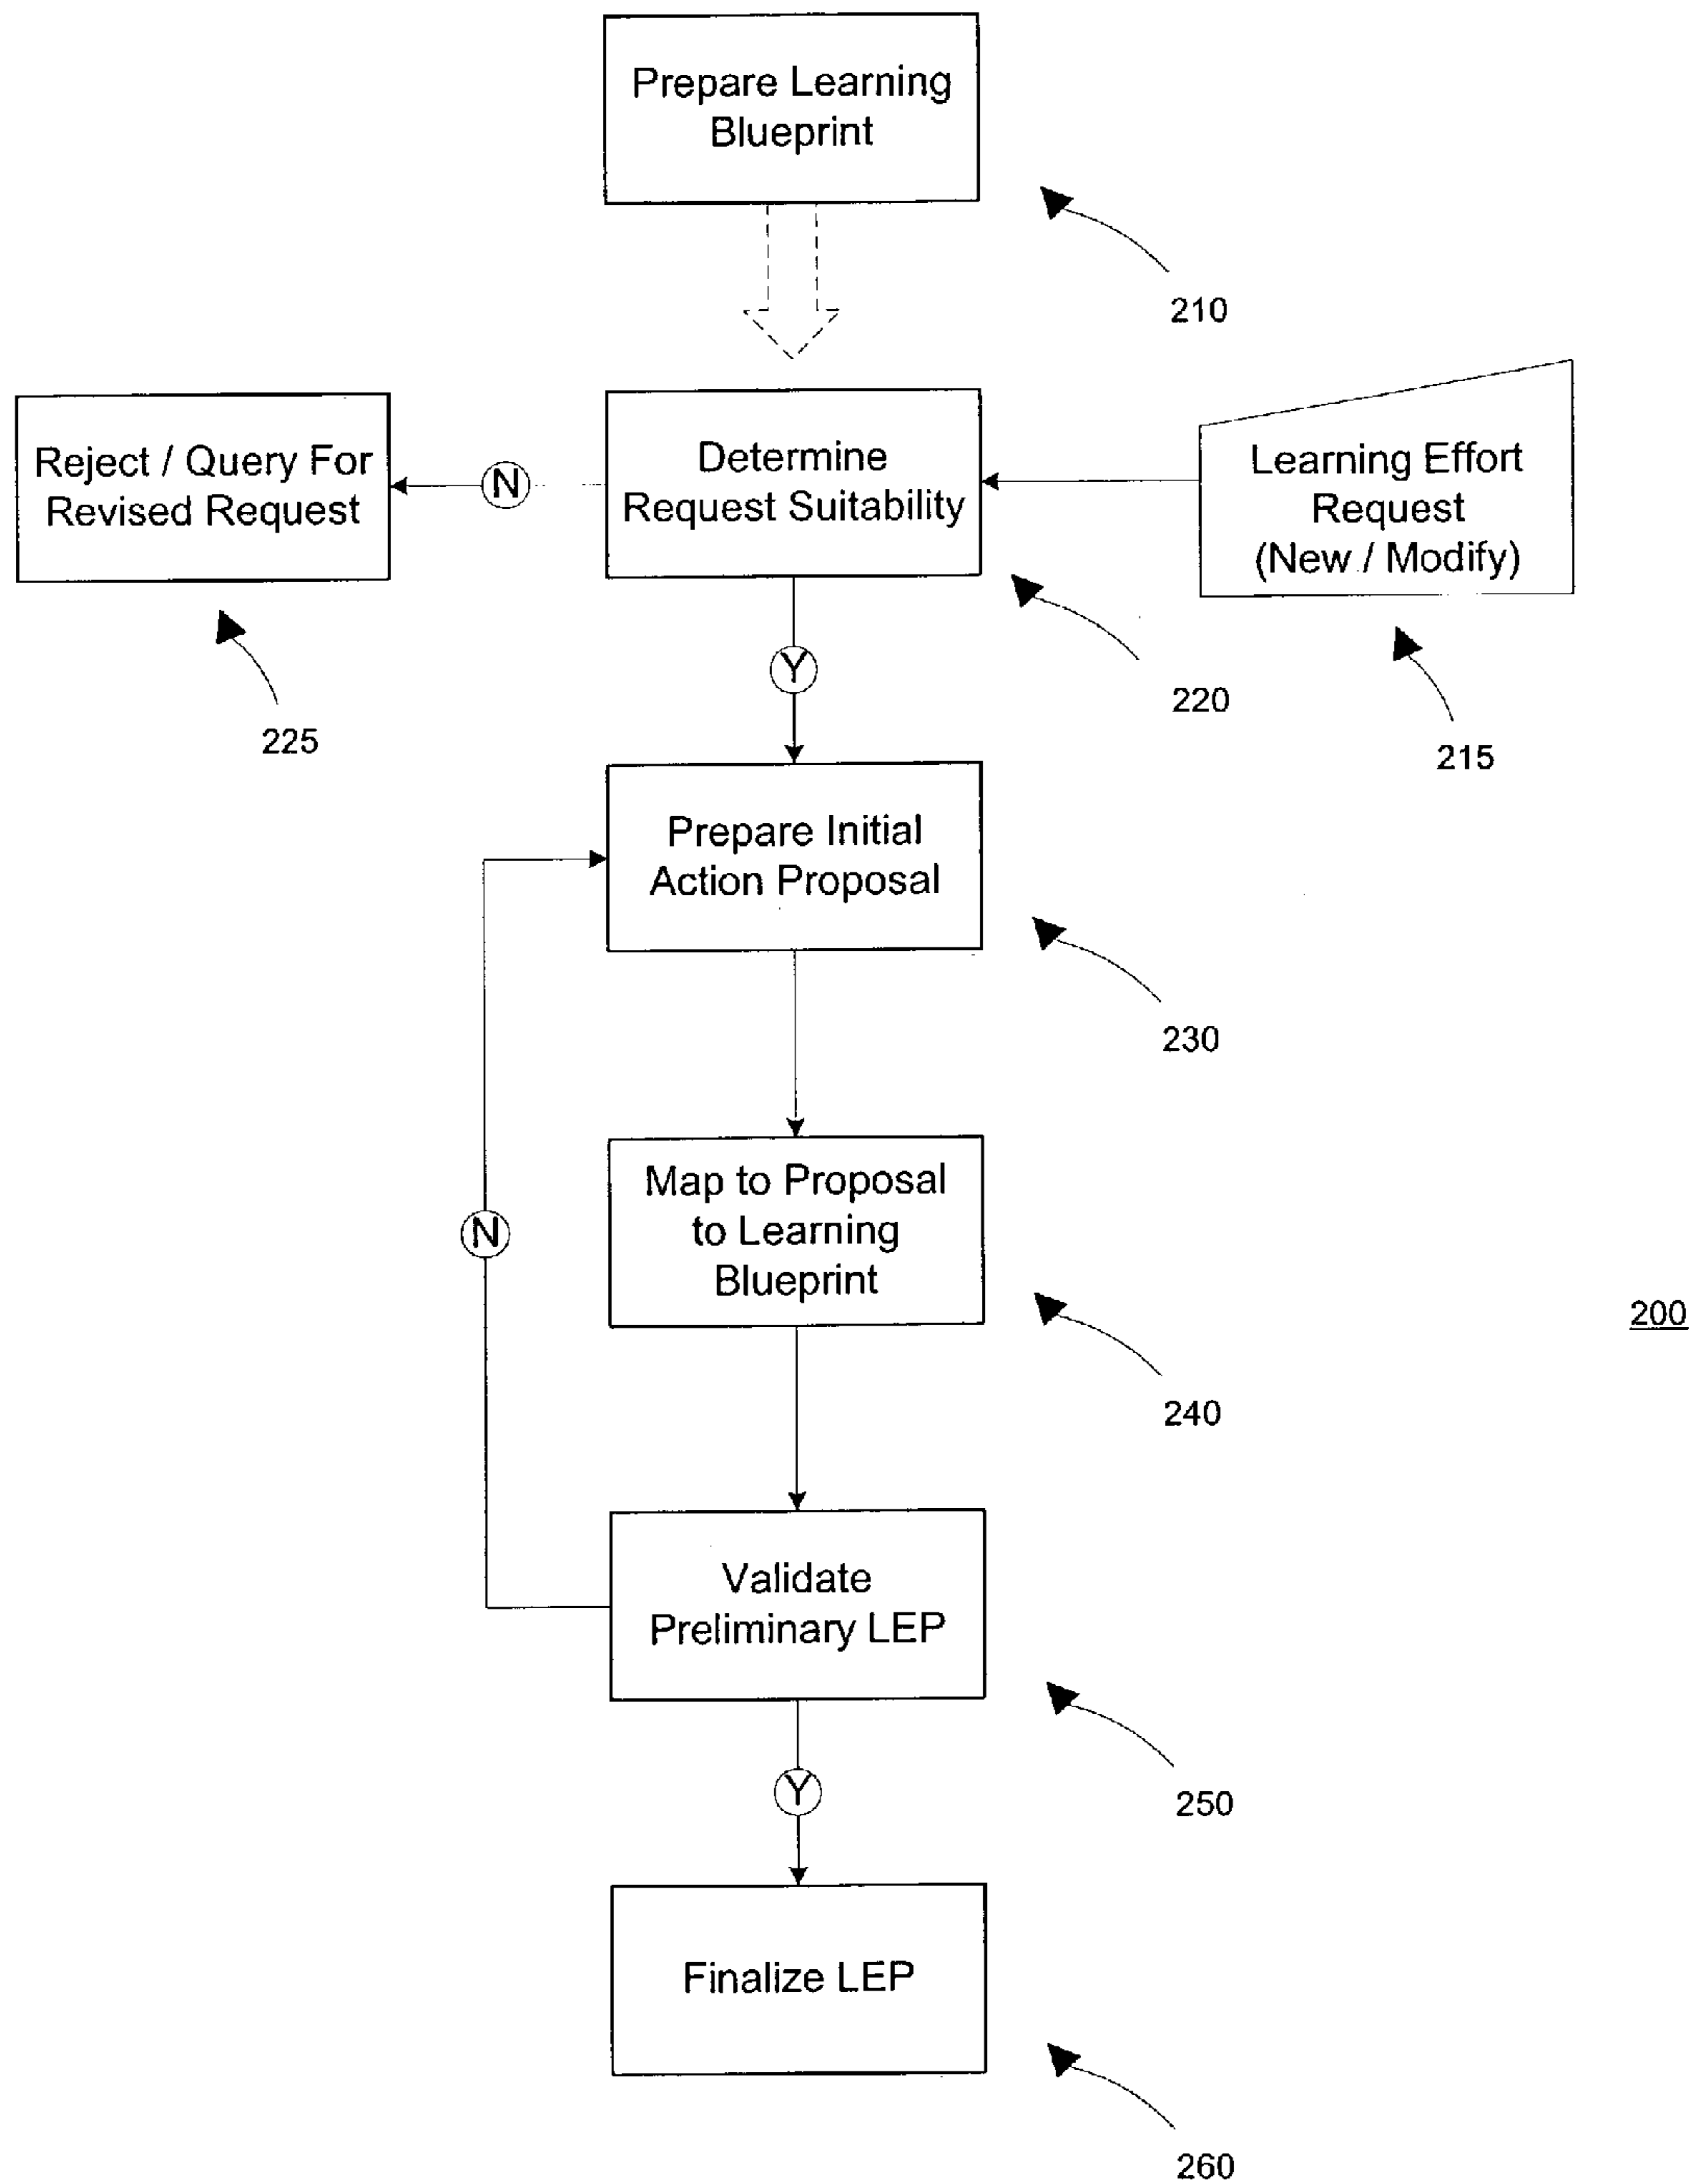 Prepare Learning
Blueprint
210
Reject / Query For
Revised Request
225
N
Determine
Request Suitability
220
Learning Effort
Request
(New / Modify)
215
Y
Prepare Initial
Action Proposal
230
N
Map to Proposal
to Learning
Blueprint
240
200
Validate
Preliminary LEP
250
Y
Finalize LEP
260